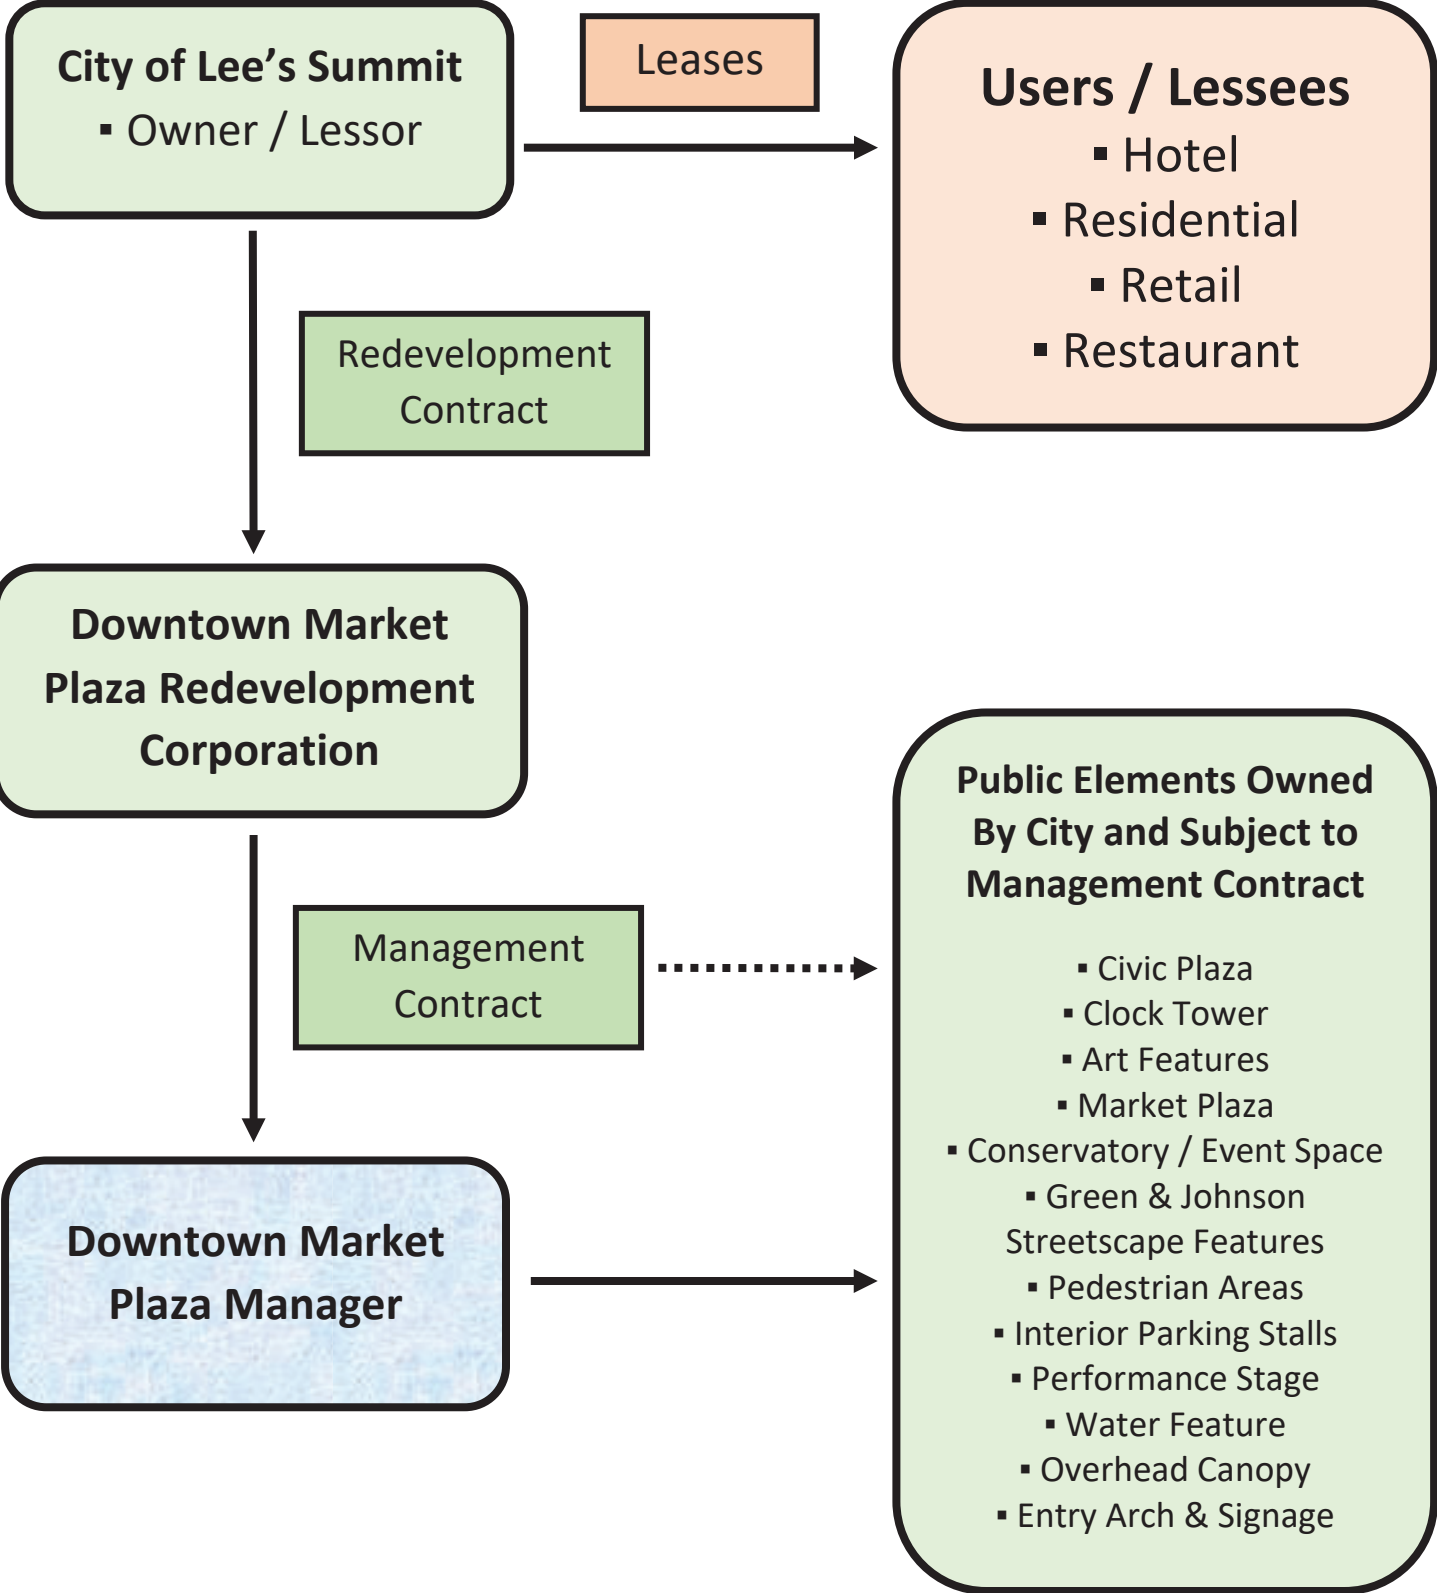 City of Lee’s Summit
▪ Owner / Lessor
Leases
Users / Lessees
▪ Hotel
▪ Residential
▪ Retail
▪ Restaurant
Redevelopment
Contract
Downtown Market
Plaza Redevelopment
Corporation
Management
Contract
Downtown Market
Plaza Manager
Public Elements Owned
By City and Subject to
Management Contract
▪ Civic Plaza
▪ Clock Tower
▪ Art Features
▪ Market Plaza
▪ Conservatory / Event Space
▪ Green & Johnson
Streetscape Features
▪ Pedestrian Areas
▪ Interior Parking Stalls
▪ Performance Stage
▪ Water Feature
▪ Overhead Canopy
▪ Entry Arch & Signage